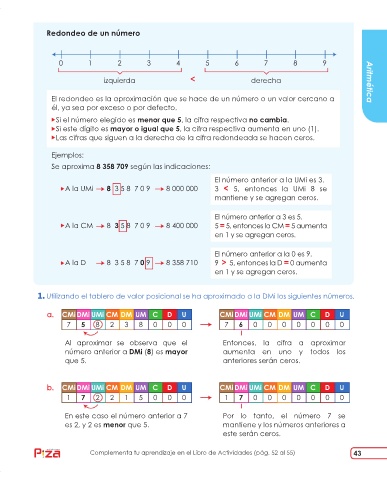 Redondeo de un número
0 1 2 3 4 5 6 7 8 9
izquierda < derecha
Aritmética
El redondeo es la aproximación que se hace de un número o un valor cercano a
él, ya sea por exceso o por defecto.
Si el número elegido es menor que 5, la cifra respectiva no cambia.
Si este dígito es mayor o igual que 5, la cifra respectiva aumenta en uno (1).
Las cifras que siguen a la derecha de la cifra redondeada se hacen ceros.
Ejemplos:
Se aproxima 8 358 709 según las indicaciones:
A la UMi → 8 3 5 8 7 0 9 → 8 000 000
El número anterior a la UMi es 3,
3 < 5, entonces la UMi 8 se
mantiene y se agregan ceros.
A la CM → 8 3 5 8 7 0 9 → 8 400 000
El número anterior a 3 es 5,
5 = 5, entonces la CM = 5 aumenta
en 1 y se agregan ceros.
A la D → 8 3 5 8 7 0 9 → 8 358 710
El número anterior a la 0 es 9,
9 > 5, entonces la D = 0 aumenta
en 1 y se agregan ceros.
1. Utilizando el tablero de valor posicional se ha aproximado a la DMi los siguientes números.
a. CMi DMi UMi CM DM UM C D U
7 5 8 2 3 8 0 0 0 →
CMi DMi UMi CM DM UM C D U
7 6 0 0 0 0 0 0 0
Al aproximar se observa que el
número anterior a DMi (8) es mayor
que 5.
Entonces, la cifra a aproximar
aumenta en uno y todos los
anteriores serán ceros.
b. CMi DMi UMi CM DM UM C D U
1 7 2 2 1 5 0 0 0 →
CMi DMi UMi CM DM UM C D U
1 7 0 0 0 0 0 0 0
En este caso el número anterior a 7
es 2, y 2 es menor que 5.
Por lo tanto, el número 7 se
mantiene y los números anteriores a
este serán ceros.
Complementa tu aprendizaje en el Libro de Actividades (pág. 52 al 55)
43